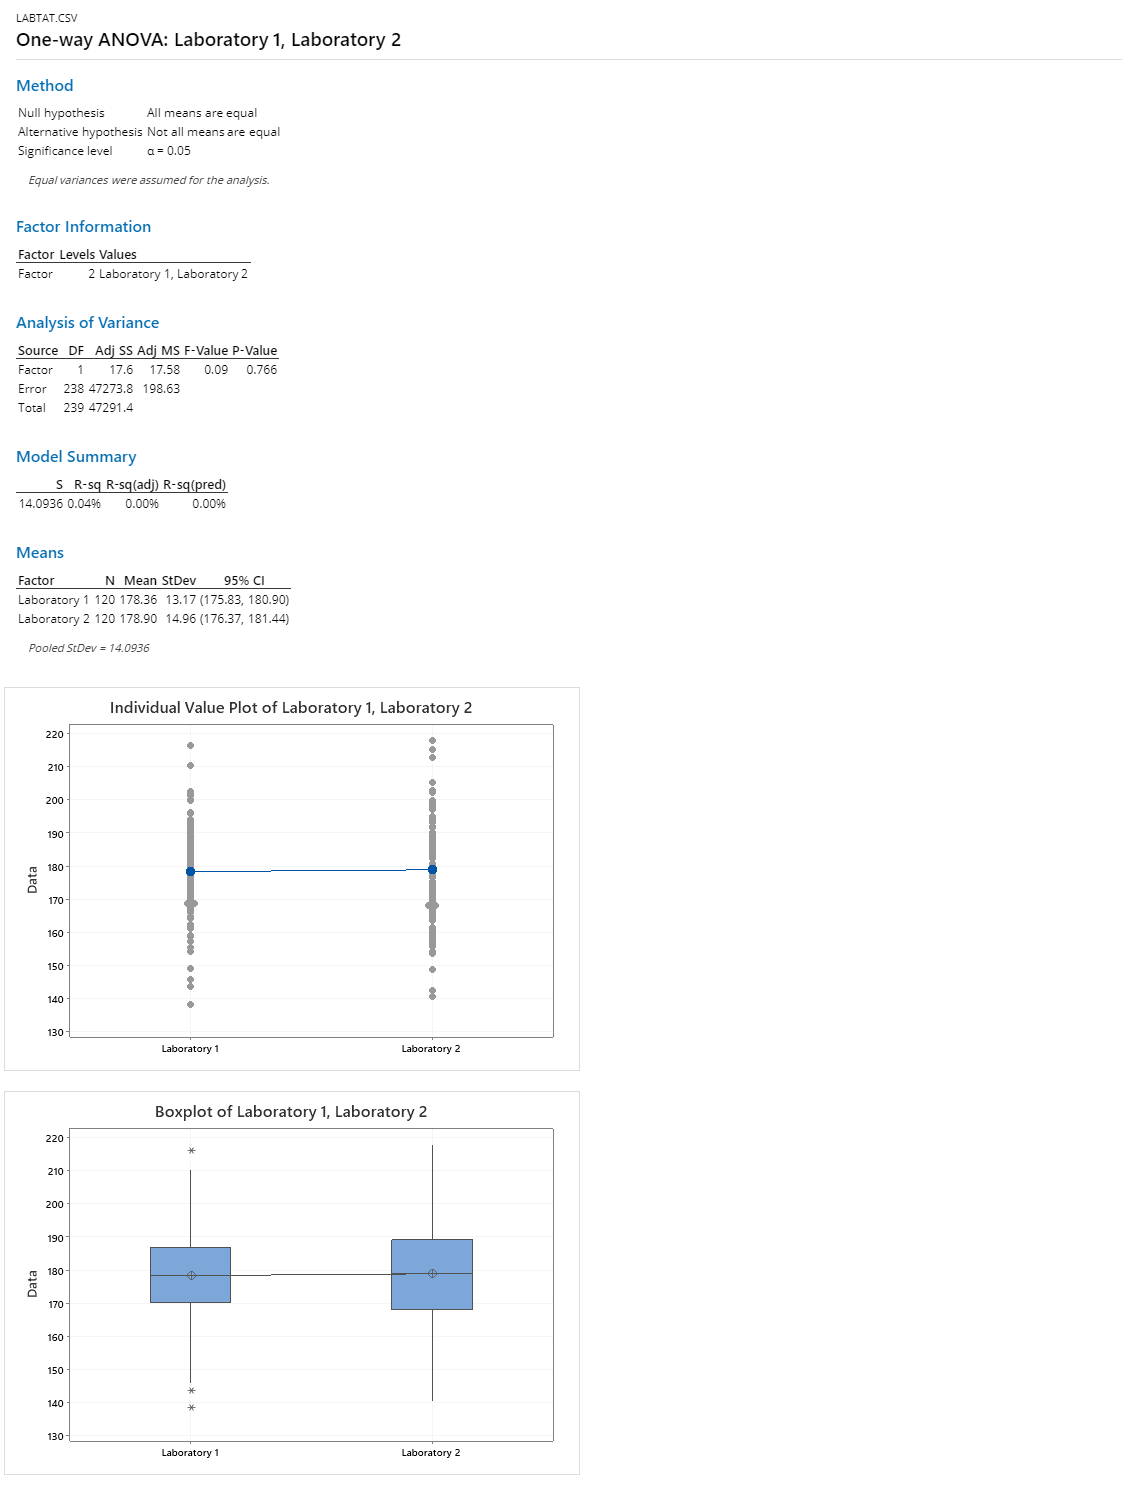 LABTAT.CSV
One-way ANOVA: Laboratory 1, Laboratory 2
Method
Null hypothesis All means are equal
Alternative hypothesis Not all means are equal
Significance level α = 0.05
Equal variances were assumed for the analysis.
Factor Information
Factor Levels Values
Factor 2 Laboratory 1, Laboratory 2
Analysis of Variance
Source DF Adj SS Adj MS F-Value P-Value
Factor 1 17.6 17.58 0.09 0.766
Error 238 47273.8 198.63
Total 239 47291.4
Model Summary
S R-sq R-sq(adj) R-sq(pred)
14.0936 0.04% 0.00% 0.00%
Means
Factor N Mean StDev 95% CI
Laboratory 1 120 178.36 13.17 (175.83, 180.90)
Laboratory 2 120 178.90 14.96 (176.37, 181.44)
Pooled StDev = 14.0936
Individual Value Plot of Laboratory 1, Laboratory 2
220
210
200
190
180
170
160
150
140
130
Data
Laboratory 1 Laboratory 2
Boxplot of Laboratory 1, Laboratory 2
220
210
200
190
180
170
160
150
140
130
Data
Laboratory 1 Laboratory 2